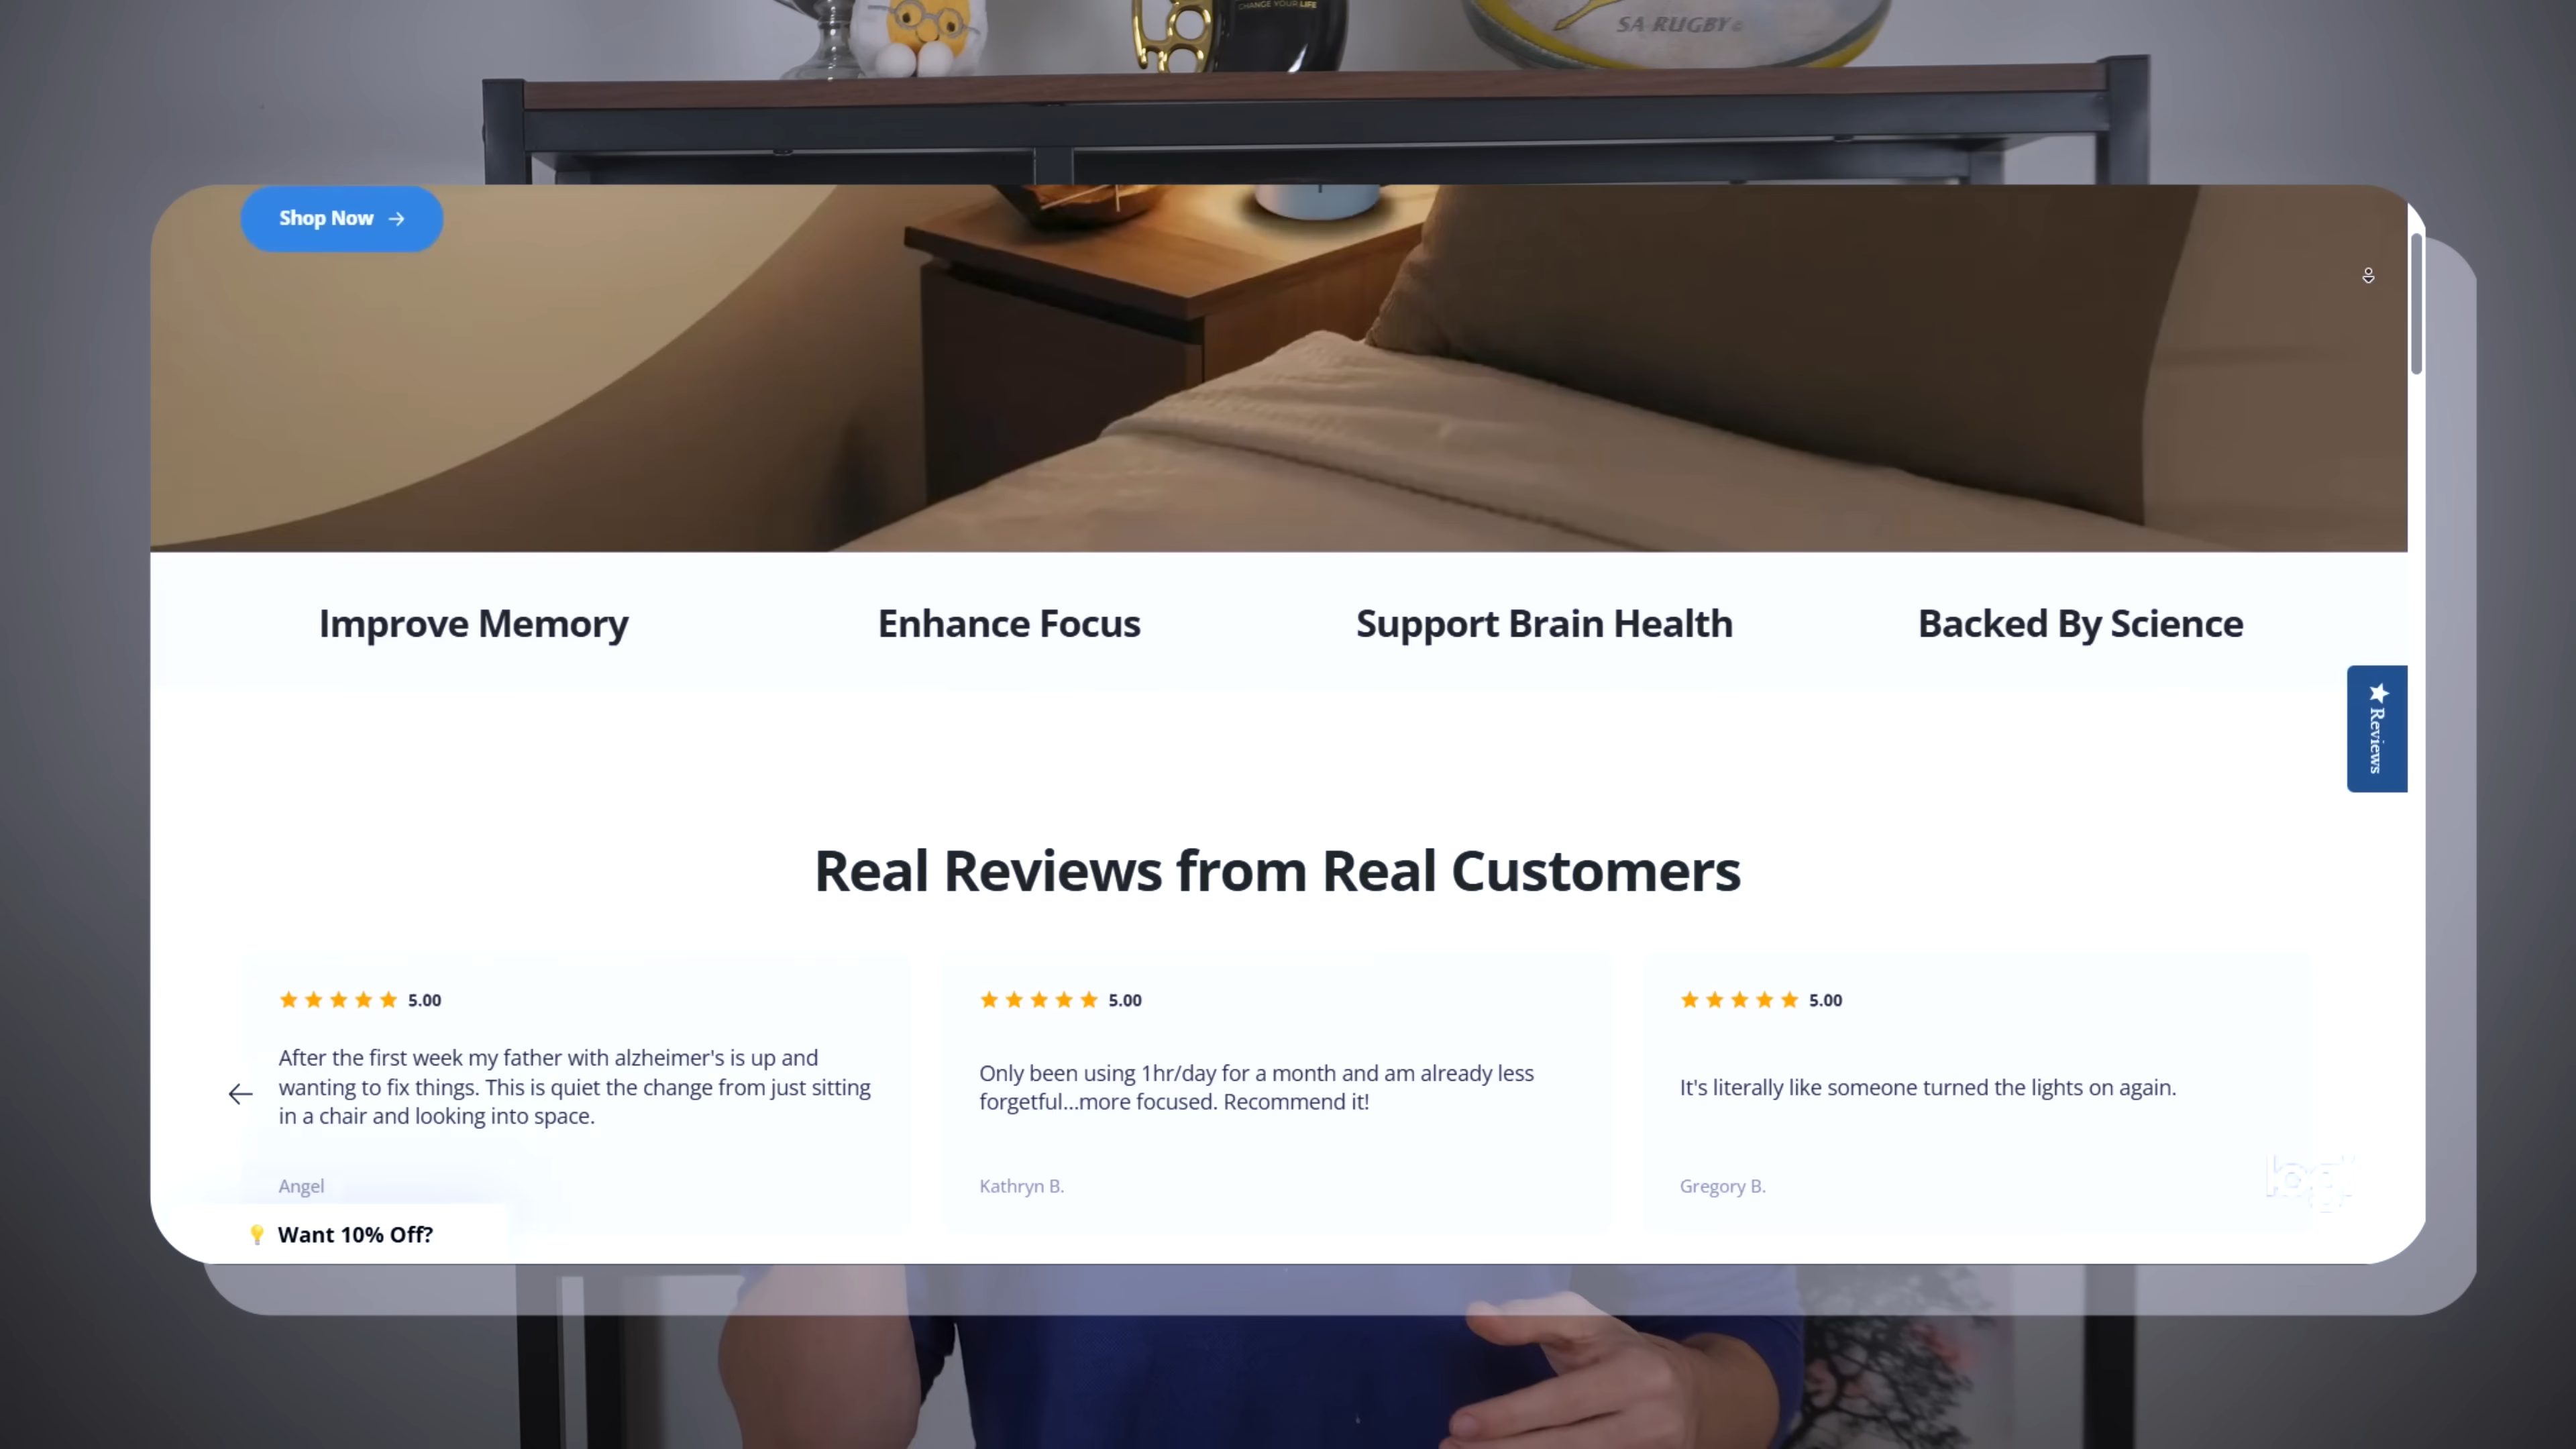 CHANGE YOUR LIFE
SA RUGBY
Shop Now
Improve Memory
Enhance Focus
Support Brain Health
Backed By Science
Reviews
Real Reviews from Real Customers
5.00
After the first week my father with alzheimer's is up and
wanting to fix things. This is quiet the change from just sitting
in a chair and looking into space.
Angel
5.00
Only been using 1hr/day for a month and am already less
forgetful...more focused. Recommend it!
Kathryn B.
5.00
It's literally like someone turned the lights on again.
Gregory B.
💡 Want 10% Off?